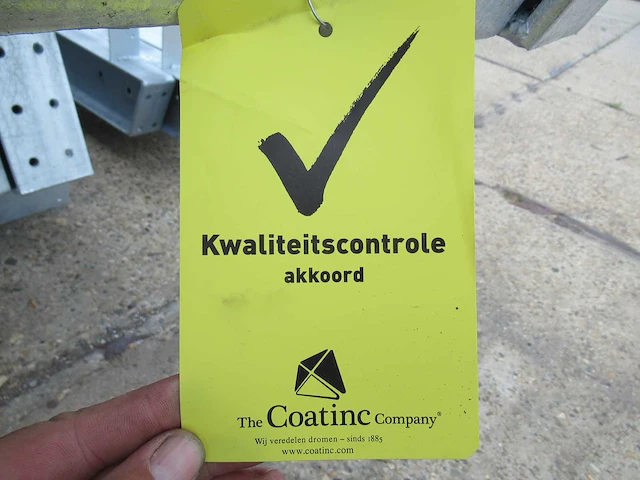 Kwaliteitscontrole
akkoord
The Coatinc Company®
Wij veredelen dromen – sinds 1885
www.coatinc.com